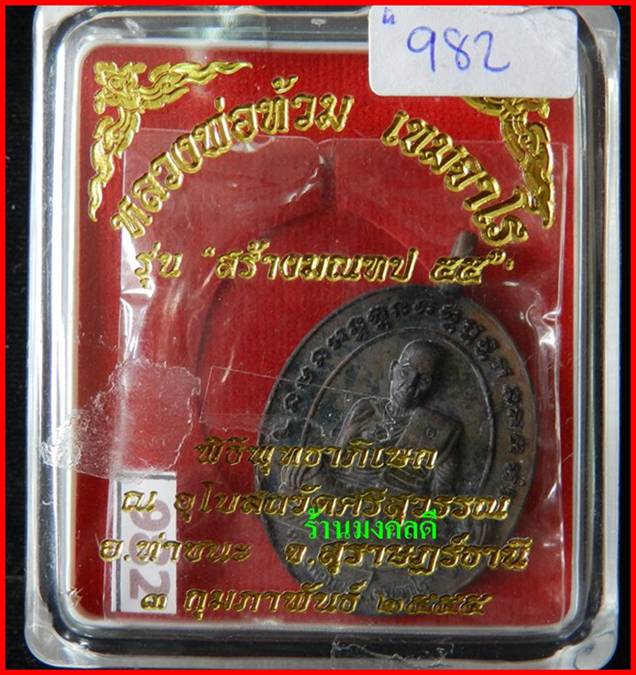 982
หลวงพ่อท้วม เขมจาโร
รุ่น "สร้างมณฑป ๕๕"
พิธีพุทธาภิเษก
ณ อุโบสถวัดศรีสุวรรณ
ร้านมงคลดี
อ.ท่าชนะ จ.สุราษฎร์ธานี
๓ กุมภาพันธ์ ๒๕๕๕
982